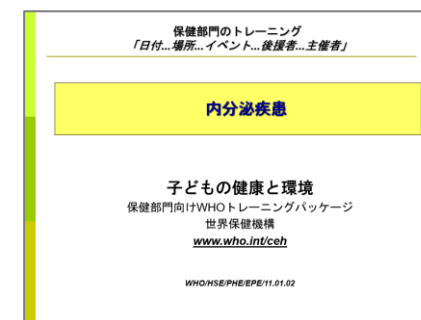 保健部門のトレーニング
「日付...場所...イベント...後援者...主催者」
内分泌疾患
子どもの健康と環境
保健部門向けWHOトレーニングパッケージ
世界保健機構
www.who.int/ceh
WHO/HSE/PHE/EPE/11.01.02